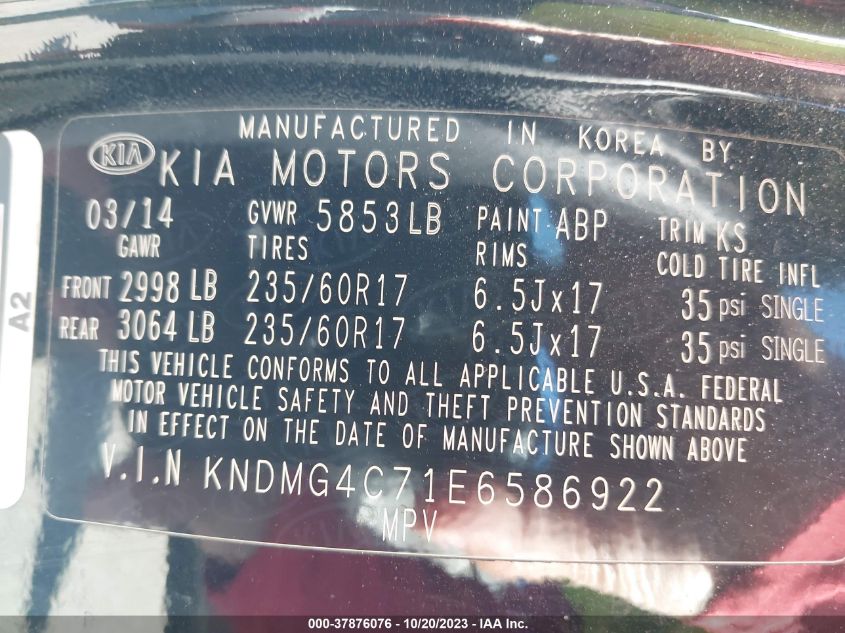 MANUFACTURED IN KOREA BY
KIA KIA MOTORS CORPORATION
03/14 GVWR 5853LB PAINT ABP TRIM KS
GAWR TIRES RIMS COLD TIRE INFL
FRONT 2998 LB 235/60R17 6.5Jx17 35 psi SINGLE
REAR 3064 LB 235/60R17 6.5Jx17 35 psi SINGLE
THIS VEHICLE CONFORMS TO ALL APPLICABLE U.S.A. FEDERAL
MOTOR VEHICLE SAFETY AND THEFT PREVENTION STANDARDS
IN EFFECT ON THE DATE OF MANUFACTURE SHOWN ABOVE
V.I.N KNDMG4C71E6586922
MPV
A2
000-37876076 | 10/20/2023 - IAA Inc.